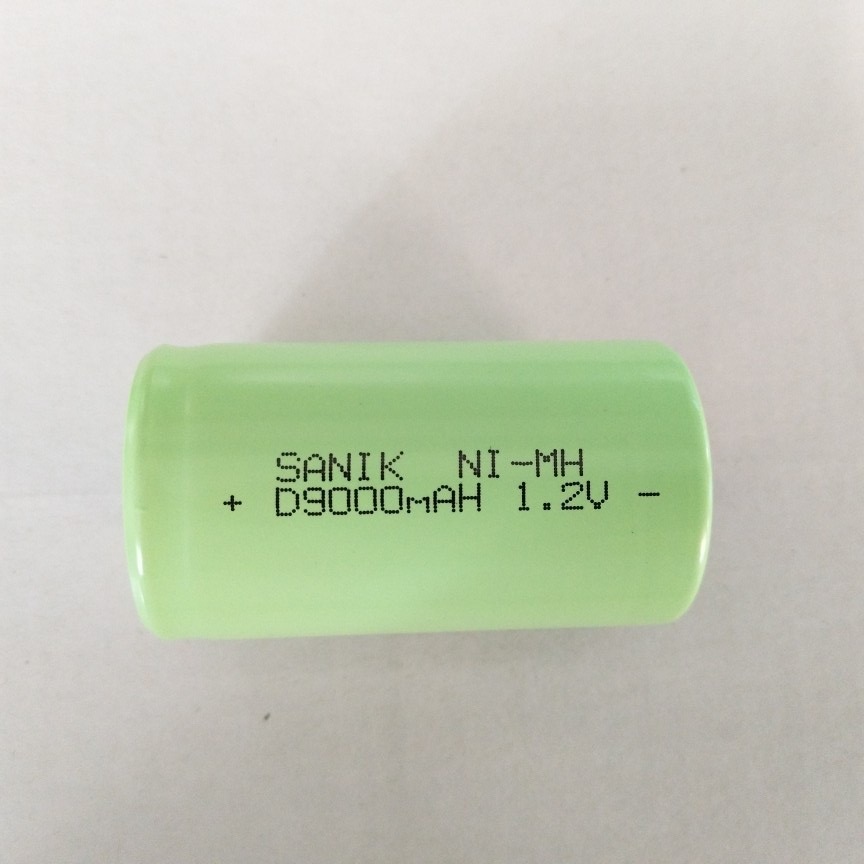 SANIK NI-MH
+ D9000mAH 1.2V -